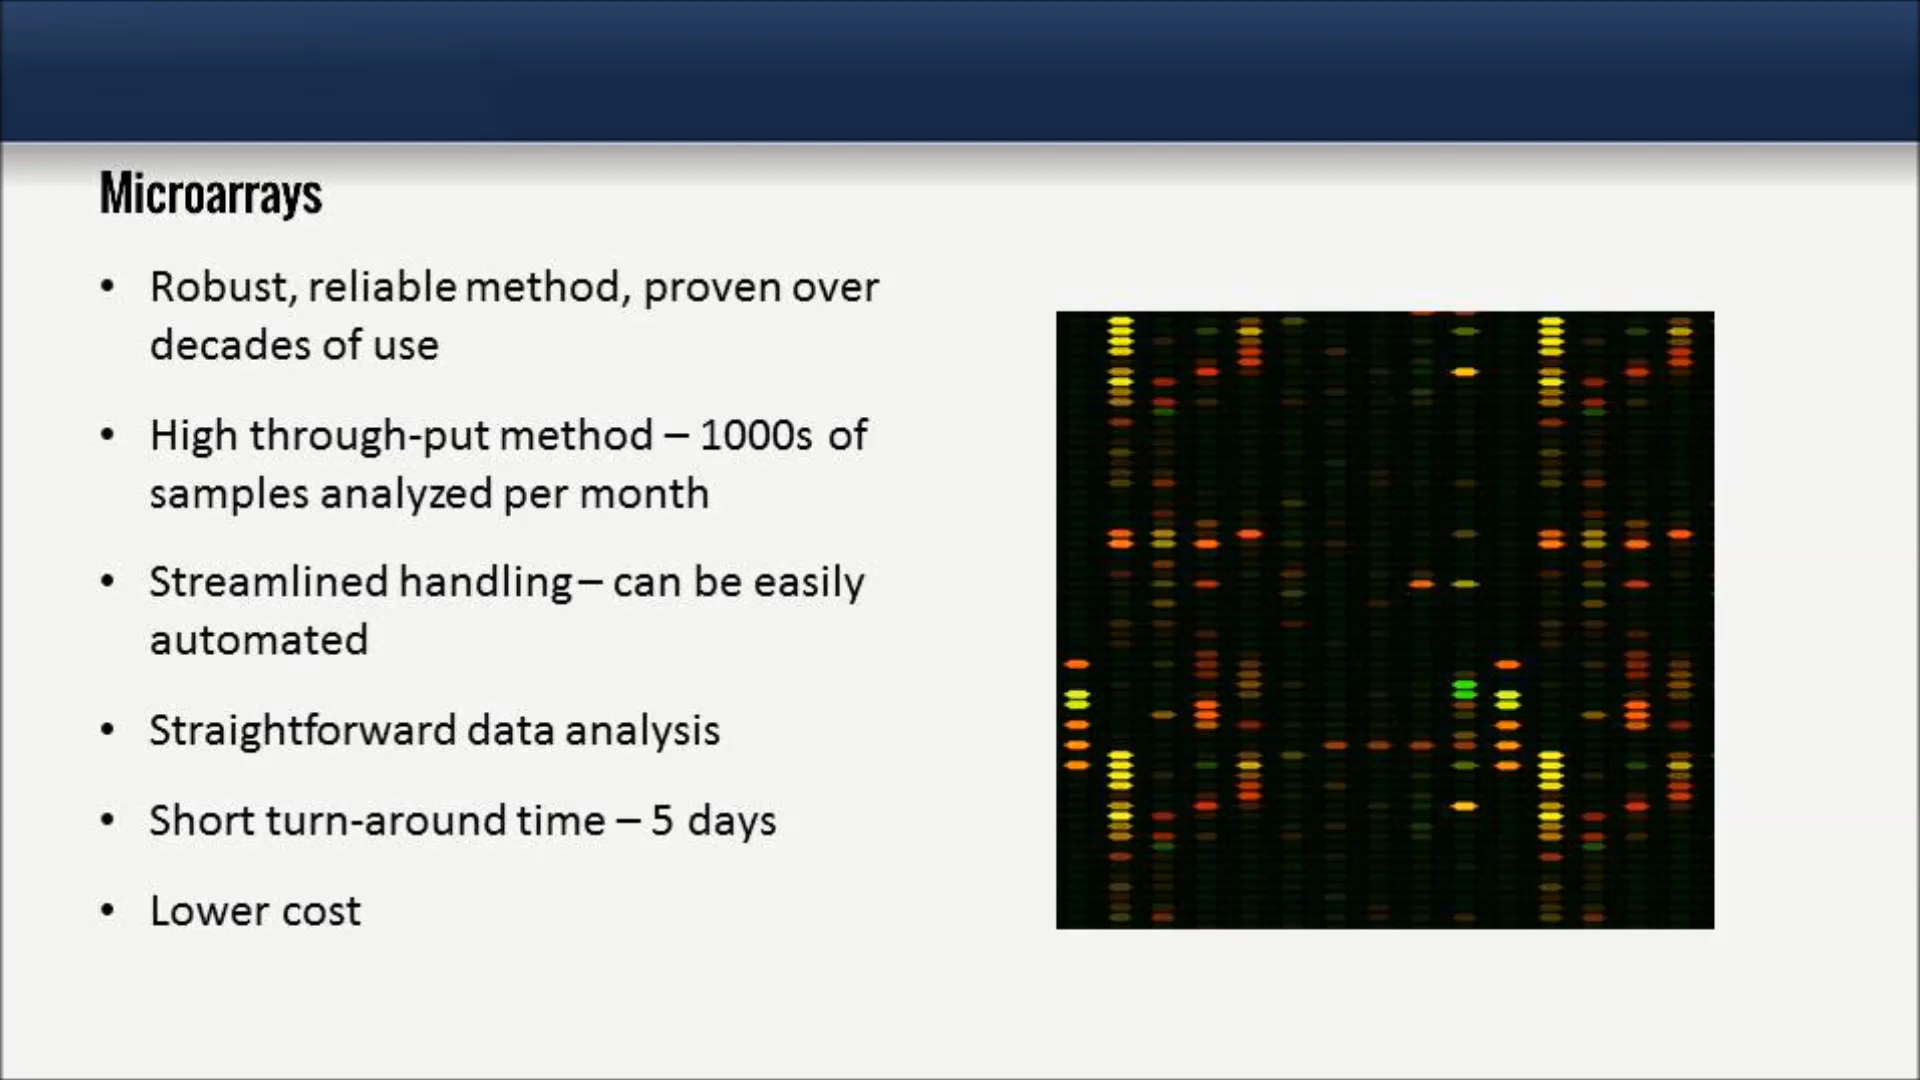 Microarrays
• Robust, reliable method, proven over
decades of use
• High through-put method – 1000s of
samples analyzed per month
• Streamlined handling – can be easily
automated
• Straightforward data analysis
• Short turn-around time – 5 days
• Lower cost